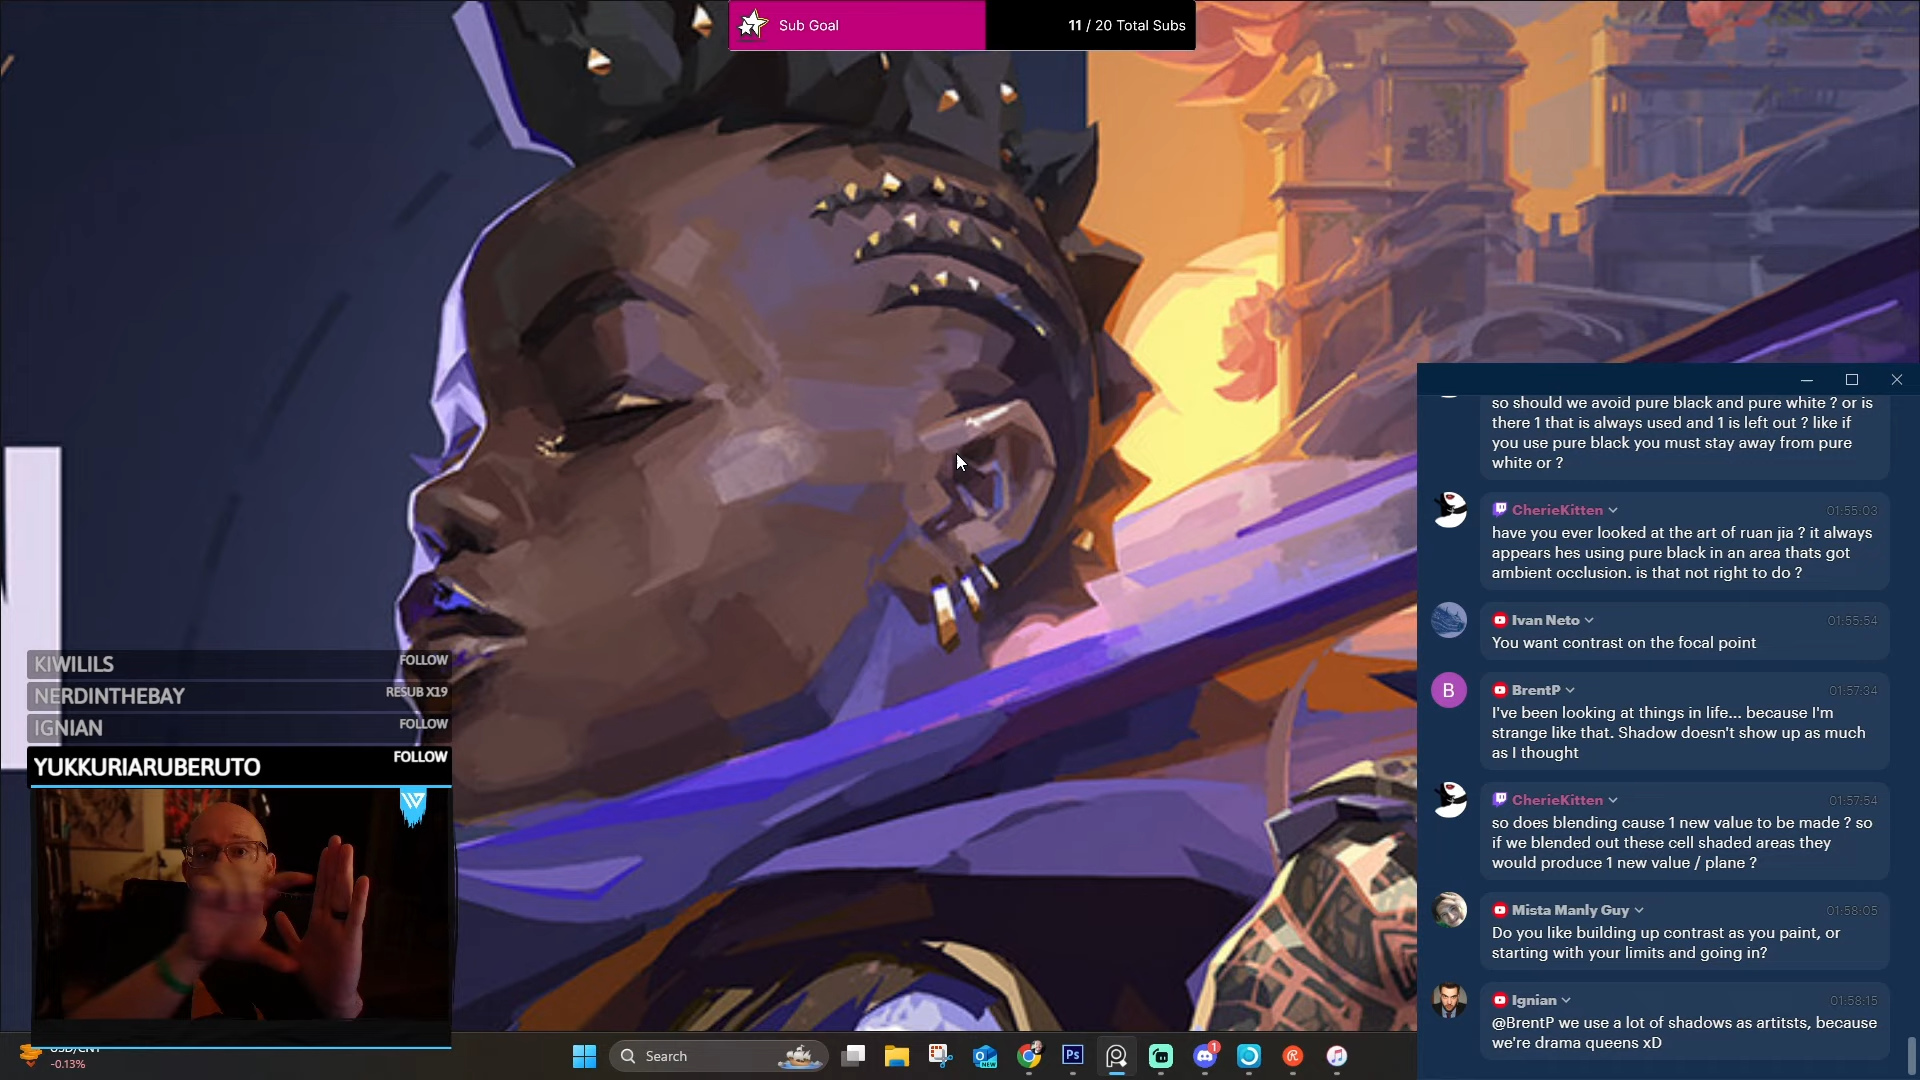 Sub Goal
11 / 20 Total Subs
so should we avoid pure black and pure white ? or is
there 1 that is always used and 1 is left out ? like if
you use pure black you must stay away from pure
white or ?
CherieKitten
01:55:03
have you ever looked at the art of ruan jia ? it always
appears hes using pure black in an area thats got
ambient occlusion. is that not right to do ?
Ivan Neto
01:55:54
You want contrast on the focal point
B
BrentP
01:57:34
I've been looking at things in life... because I'm
strange like that. Shadow doesn't show up as much
as I thought
CherieKitten
01:57:54
so does blending cause 1 new value to be made ? so
if we blended out these cell shaded areas they
would produce 1 new value / plane ?
Mista Manly Guy
01:58:05
Do you like building up contrast as you paint, or
starting with your limits and going in?
Ignian
01:58:15
@BrentP we use a lot of shadows as artitsts, because
we're drama queens xD
KIWILILS FOLLOW
NERDINTHEBAY RESUB X19
IGNIAN FOLLOW
YUKKURIARUBERUTO FOLLOW
USD/CNY
-0.13%
Search
NEW
Ps
1